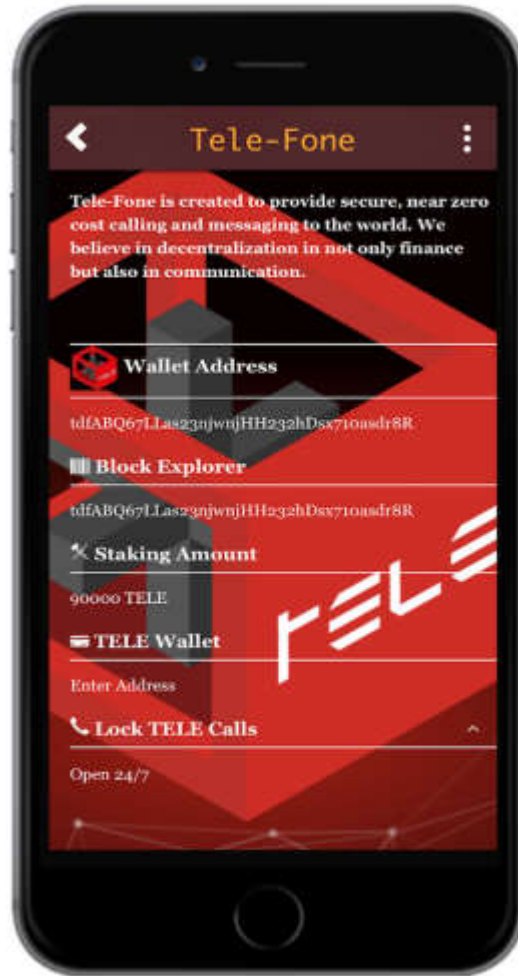 Tele-Fone
Tele-Fone is created to provide secure, near zero
cost calling and messaging to the world. We
believe in decentralization in not only finance
but also in communication.
Wallet Address
tdfABQ67LLas23njwnjHH232hDsx710asdr8R
Block Explorer
tdfABQ67LLas23njwnjHH232hDsx710asdr8R
Staking Amount
90000 TELE
TELE
TELE Wallet
Enter Address
Lock TELE Calls
Open 24/7